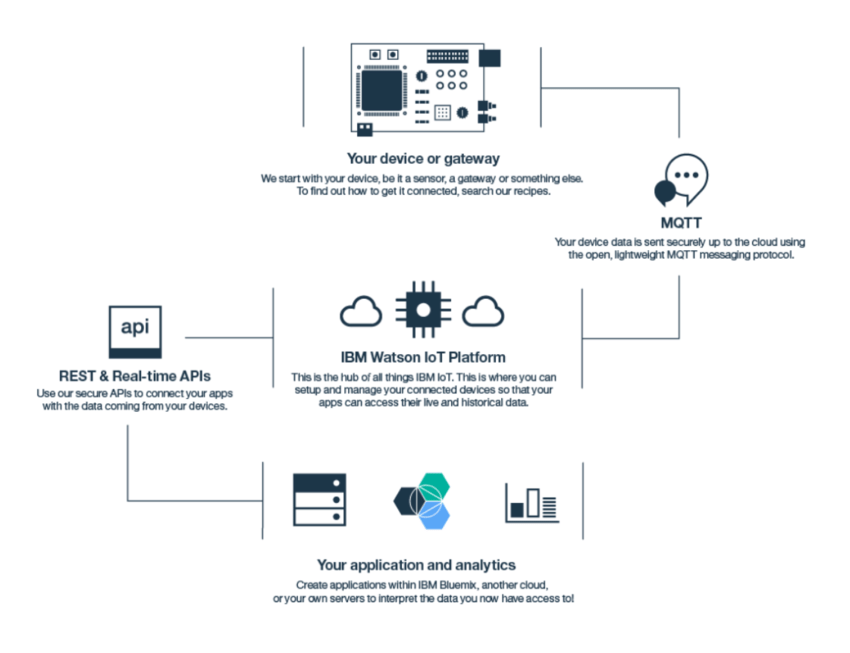 Your device or gateway
We start with your device, be it a sensor, a gateway or something else.
To find out how to get it connected, search our recipes.
MQTT
Your device data is sent securely up to the cloud using
the open, lightweight MQTT messaging protocol.
api
REST & Real-time APIs
Use our secure APIs to connect your apps
with the data coming from your devices.
IBM Watson IoT Platform
This is the hub of all things IBM IoT. This is where you can
setup and manage your connected devices so that your
apps can access their live and historical data.
Your application and analytics
Create applications within IBM Bluemix, another cloud,
or your own servers to interpret the data you now have access to!